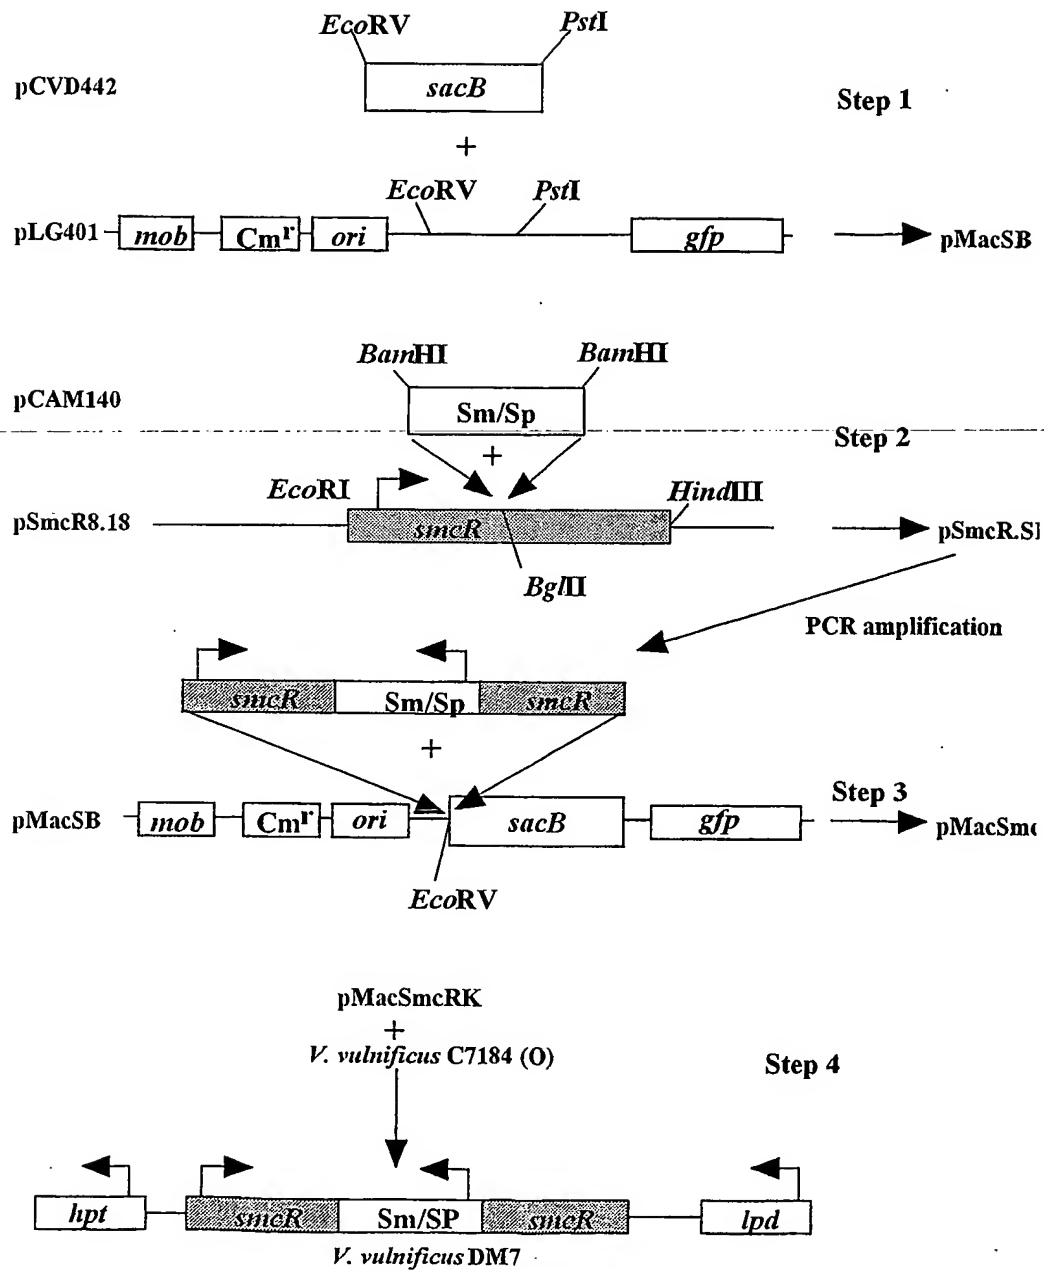 EcoRV PstI
pCVD442 sacB Step 1
+
EcoRV PstI
pLG401 mob Cmr ori gfp pMacSB
BamHI BamHI
pCAM140 Sm/Sp
Step 2
+
EcoRI HindIII
pSmcR8.18 smcR
BglII
PCR amplification
smcR Sm/Sp smcR
+
Step 3
pMacSB mob Cmr ori sacB gfp
EcoRV
pMacSmcRK
+
V. vulnificus C7184 (O)
Step 4
hpt smcR Sm/SP smcR lpd
V. vulnificus DM7